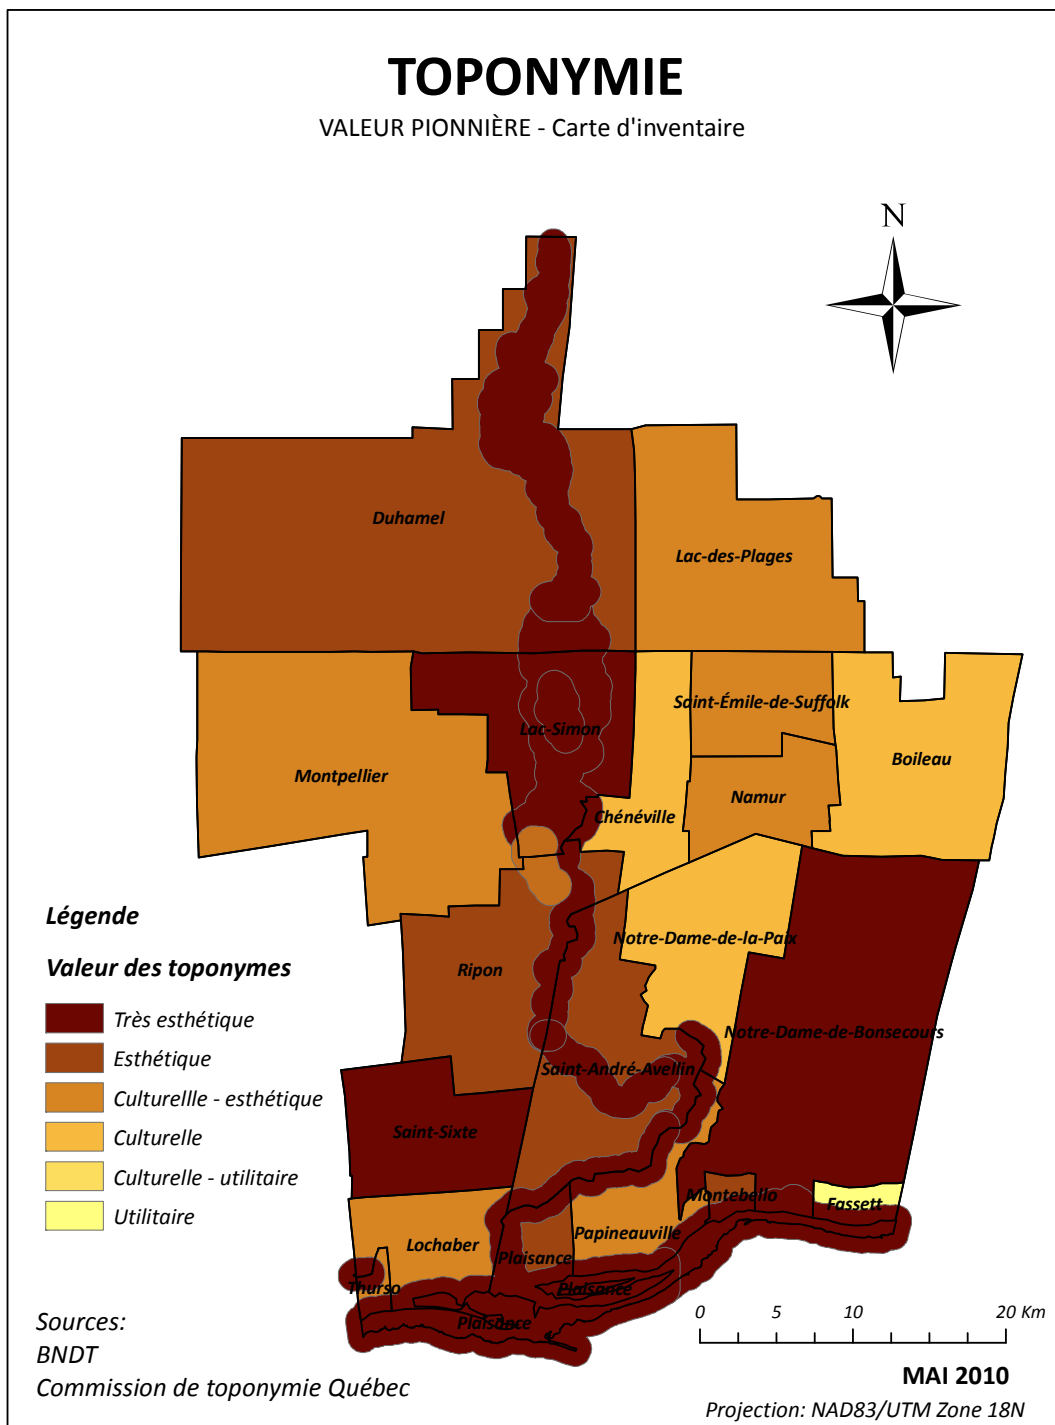 TOPONYMIE
VALEUR PIONNIÈRE - Carte d'inventaire
N
Duhamel
Lac-des-Plages
Saint-Émile-de-Suffolk
Lac-Simon
Boileau
Montpellier
Namur
Chénéville
Notre-Dame-de-la-Paix
Ripon
Notre-Dame-de-Bonsecours
Saint-André-Avellin
Saint-Sixte
Montebello
Fassett
Papineauville
Lochaber
Plaisance
Thurso
Plaisance
Plaisance
Légende
Valeur des toponymes
Très esthétique
Esthétique
Culturellle - esthétique
Culturelle
Culturelle - utilitaire
Utilitaire
Sources:
BNDT
Commission de toponymie Québec
0 5 10 20 Km
MAI 2010
Projection: NAD83/UTM Zone 18N